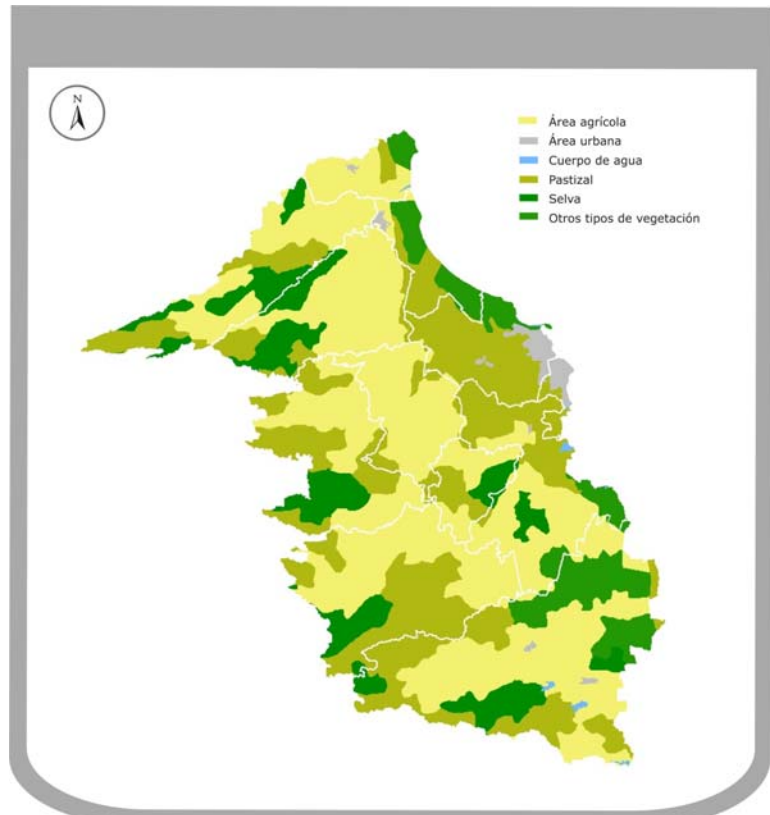 N
Área agrícola
Área urbana
Cuerpo de agua
Pastizal
Selva
Otros tipos de vegetación